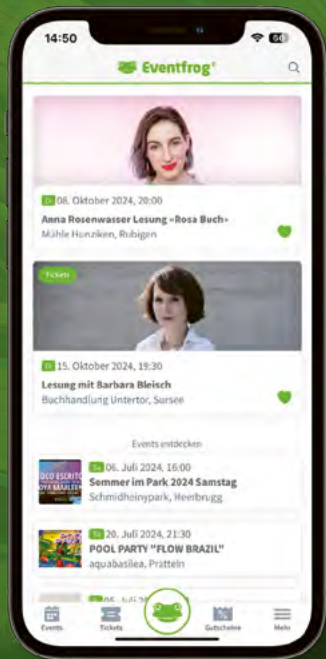 14:50
60
Eventfrog®
Di 08. Oktober 2024, 20:00
Anna Rosenwasser Lesung «Rosa Buch»
Mühle Hunziken, Rubigen
Tickets
Di 15. Oktober 2024, 19:30
Lesung mit Barbara Bleisch
Buchhandlung Untertor, Sursee
Events entdecken
Sa 06. Juli 2024, 16:00
Sommer im Park 2024 Samstag
Schmidheinypark, Heerbrugg
Sa 20. Juli 2024, 21:30
POOL PARTY "FLOW BRAZIL"
aquabasilea, Pratteln
Events
Tickets
Gutscheine
Mehr